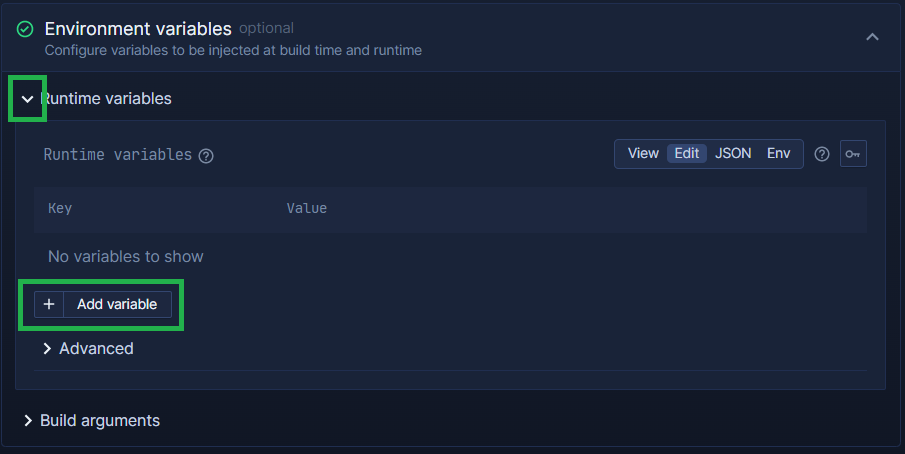 Environment variables optional
Configure variables to be injected at build time and runtime
Runtime variables
Runtime variables ? View Edit JSON Env ?
Key Value
No variables to show
+ Add variable
Advanced
Build arguments